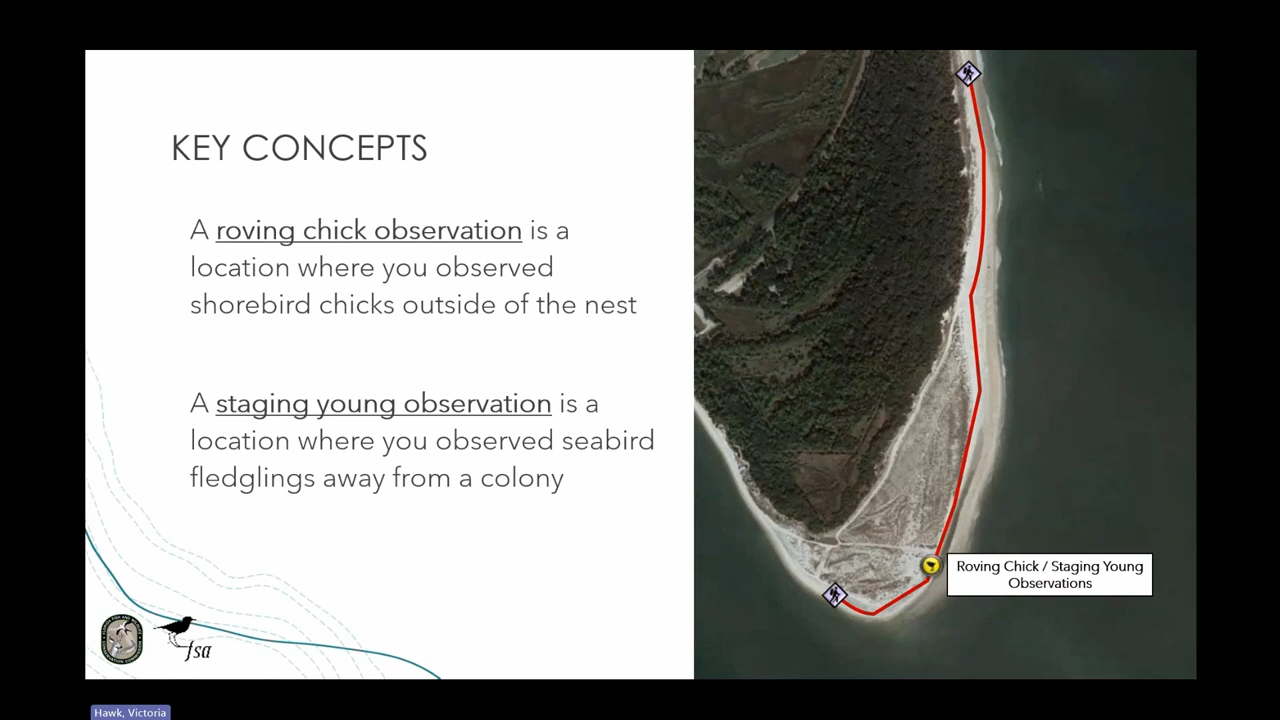 KEY CONCEPTS
A roving chick observation is a
location where you observed
shorebird chicks outside of the nest
A staging young observation is a
location where you observed seabird
fledglings away from a colony
Roving Chick / Staging Young
Observations
fsa
Hawk, Victoria